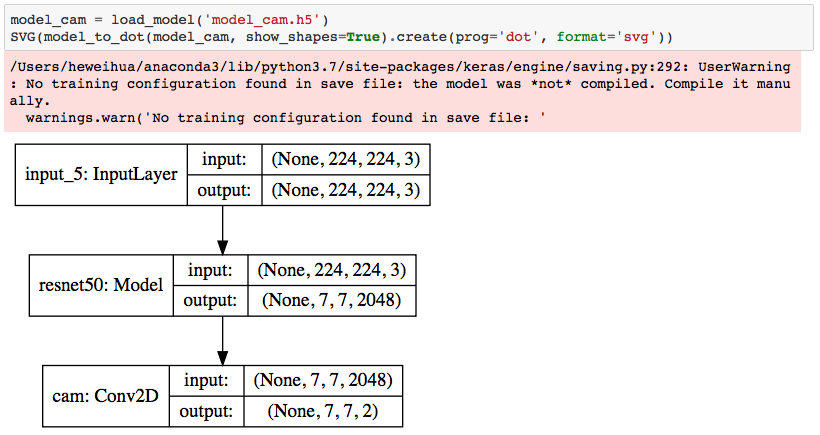 model_cam = load_model('model_cam.h5')
SVG(model_to_dot(model_cam, show_shapes=True).create(prog='dot', format='svg'))
/Users/heweihua/anaconda3/lib/python3.7/site-packages/keras/engine/saving.py:292: UserWarning
: No training configuration found in save file: the model was *not* compiled. Compile it manu
ally.
  warnings.warn('No training configuration found in save file: '
input_5: InputLayer
input: (None, 224, 224, 3)
output: (None, 224, 224, 3)
resnet50: Model
input: (None, 224, 224, 3)
output: (None, 7, 7, 2048)
cam: Conv2D
input: (None, 7, 7, 2048)
output: (None, 7, 7, 2)